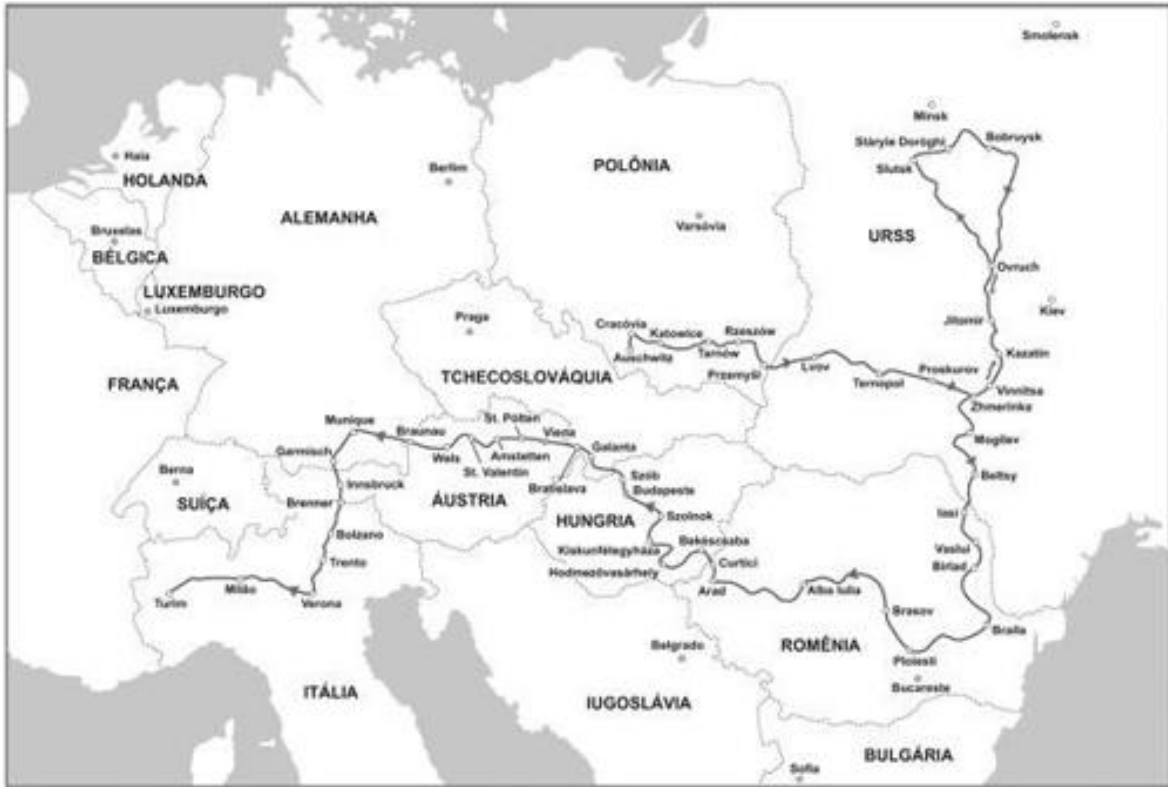 Smolensk
Minsk
Stáryle Doróghi
Bobruysk
Slutsk
Haia
HOLANDA
Berlim
POLÔNIA
ALEMANHA
Varsóvia
URSS
Bruxelas
BÉLGICA
LUXEMBURGO
Luxemburgo
Ovruch
Kiev
Praga
Cracóvia
Katowice
Rzeszów
Jitomir
Auschwitz
Tarnów
Kazatin
FRANÇA
TCHECOSLOVÁQUIA
Przemyśl
Lvov
Ternopol
Proskurov
Vinnitsa
Zhmerinka
Munique
Braunau
St. Pölten
Viena
Mogilev
Garmisch
Wels
Amstetten
Galanta
St. Valentin
Berna
Innsbruck
Szób
Beltsy
SUÍÇA
Brenner
ÁUSTRIA
Bratislava
Budapeste
HUNGRIA
Szolnok
Iasi
Bolzano
Békéscsaba
Kiskunfélegyháza
Curtici
Vaslui
Trento
Hodmezövasárhely
Birlad
Turim
Milão
Verona
Arad
Alba Iulia
Brasov
Braila
Belgrado
ROMÊNIA
Ploiesti
Bucareste
ITÁLIA
IUGOSLÁVIA
BULGÁRIA
Sofia